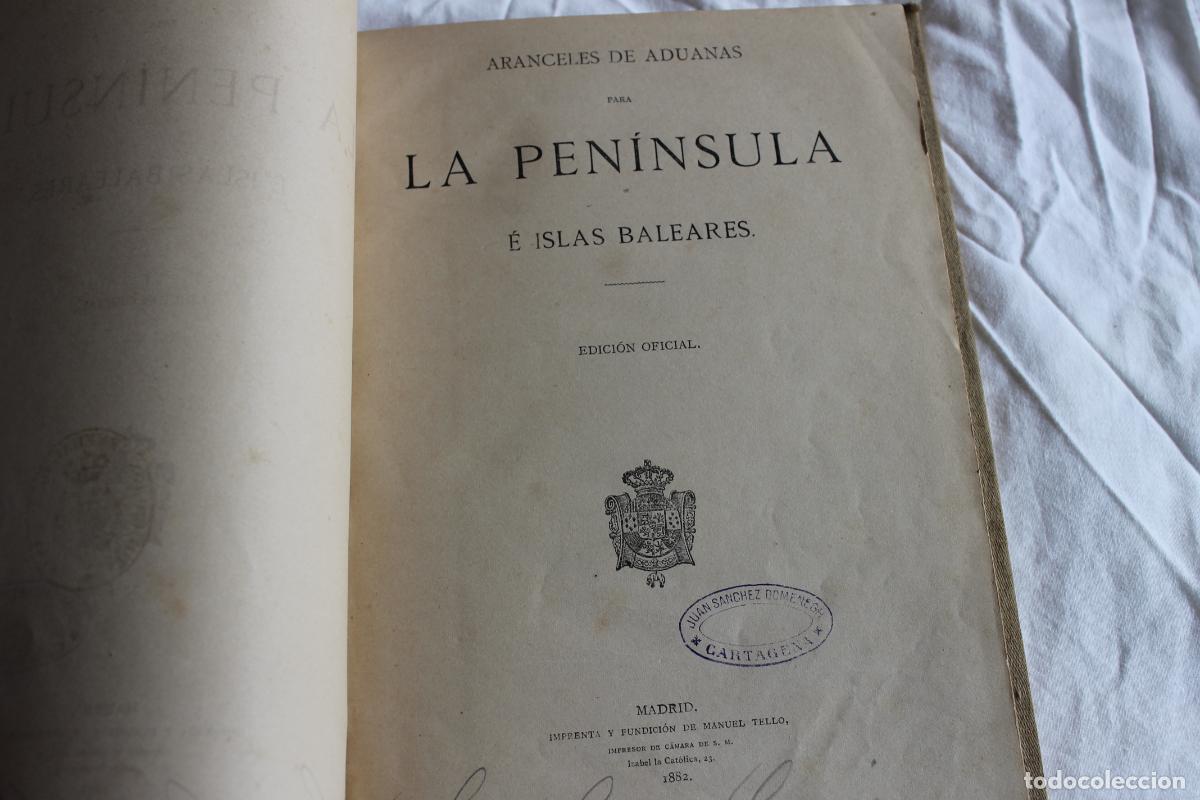 ARANCELES DE ADUANAS
PARA
LA PENÍNSULA
É ISLAS BALEARES.
EDICIÓN OFICIAL.
JUAN SANCHEZ DOMENEGH
CARTAGENA
MADRID.
IMPRENTA Y FUNDICIÓN DE MANUEL TELLO,
IMPRESOR DE CÁMARA DE S. M.
Isabel la Católica, 23.
1882.
todocoleccion